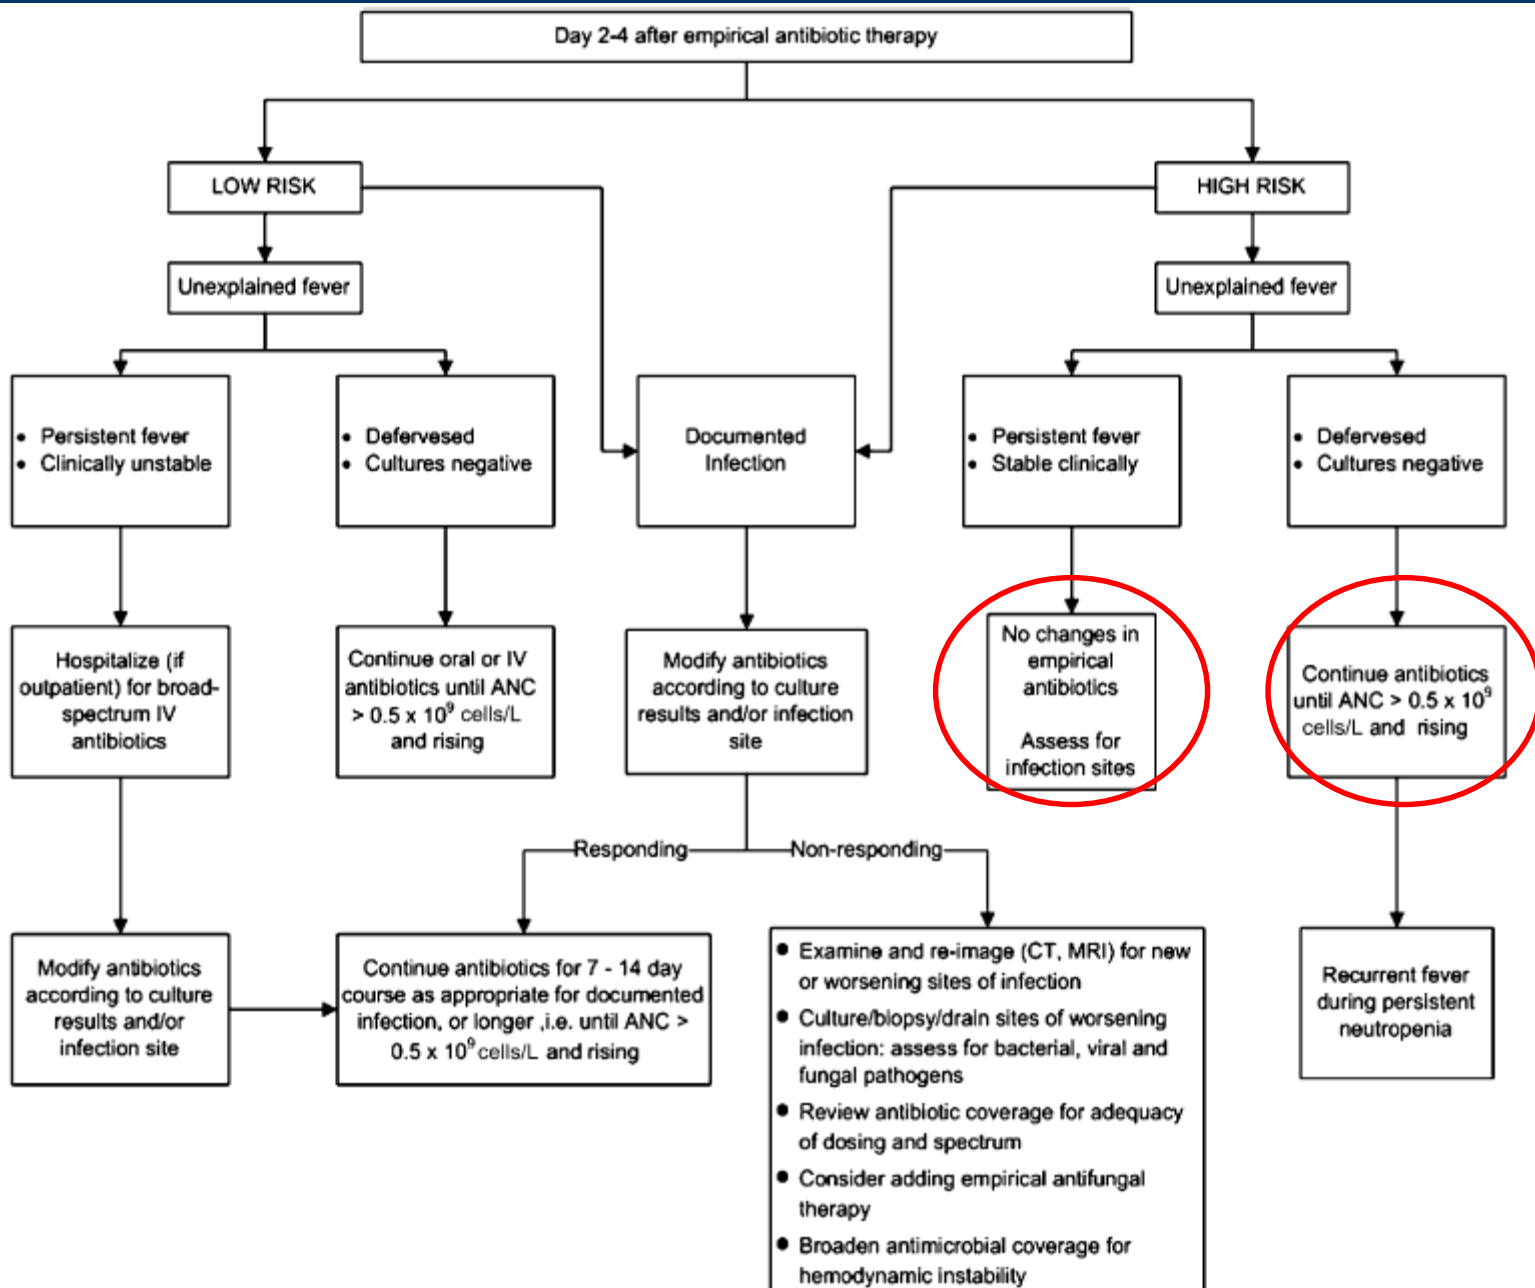 Day 2-4 after empirical antibiotic therapy
LOW RISK
HIGH RISK
Unexplained fever
Unexplained fever
• Persistent fever
• Clinically unstable
• Defervesed
• Cultures negative
Documented
Infection
• Persistent fever
• Stable clinically
• Defervesed
• Cultures negative
Hospitalize (if
outpatient) for broad-
spectrum IV
antibiotics
Continue oral or IV
antibiotics until ANC
> 0.5 x 10⁹ cells/L
and rising
Modify antibiotics
according to culture
results and/or infection
site
No changes in
empirical
antibiotics
Assess for
infection sites
Continue antibiotics
until ANC > 0.5 x 10⁹
cells/L and rising
Responding
Non-responding
Modify antibiotics
according to culture
results and/or
infection site
Continue antibiotics for 7 - 14 day
course as appropriate for documented
infection, or longer ,i.e. until ANC >
0.5 x 10⁹ cells/L and rising
• Examine and re-image (CT, MRI) for new
or worsening sites of infection
• Culture/biopsy/drain sites of worsening
infection: assess for bacterial, viral and
fungal pathogens
• Review antibiotic coverage for adequacy
of dosing and spectrum
• Consider adding empirical antifungal
therapy
• Broaden antimicrobial coverage for
hemodynamic instability
Recurrent fever
during persistent
neutropenia